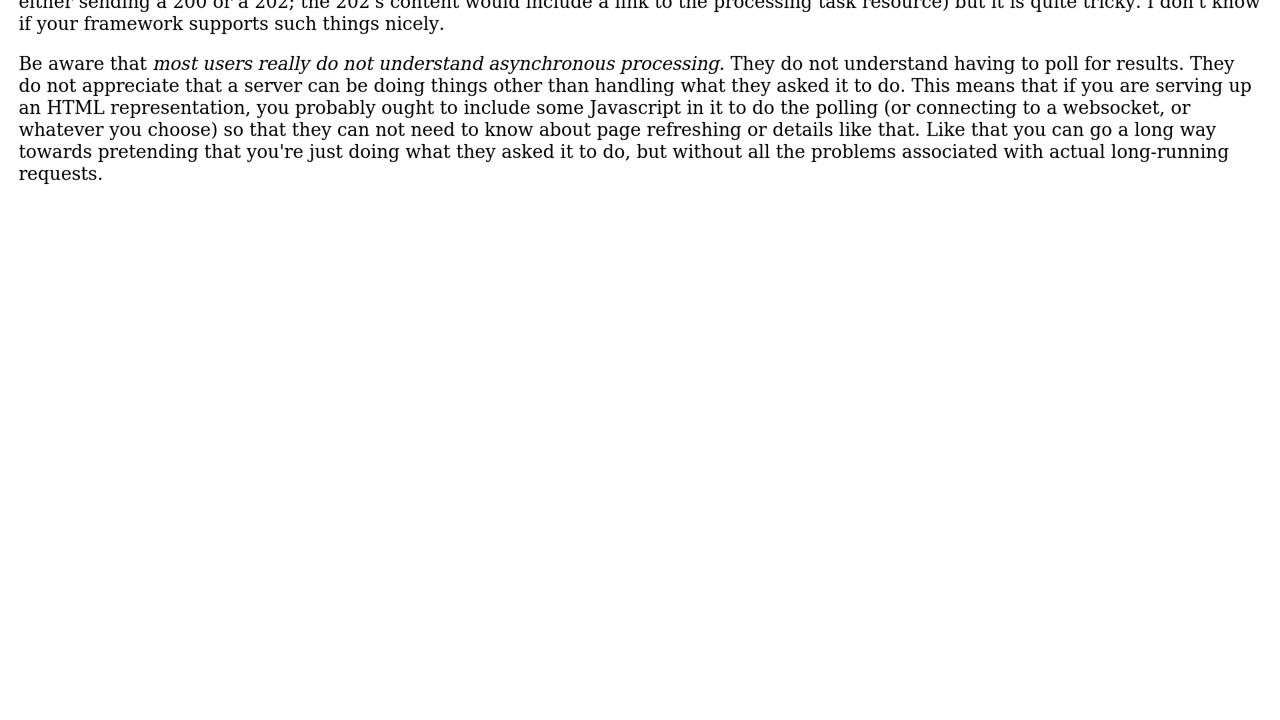 either sending a 200 or a 202; the 202's content would include a link to the processing task resource) but it is quite tricky. I don't know
if your framework supports such things nicely.
Be aware that most users really do not understand asynchronous processing. They do not understand having to poll for results. They
do not appreciate that a server can be doing things other than handling what they asked it to do. This means that if you are serving up
an HTML representation, you probably ought to include some Javascript in it to do the polling (or connecting to a websocket, or
whatever you choose) so that they can not need to know about page refreshing or details like that. Like that you can go a long way
towards pretending that you're just doing what they asked it to do, but without all the problems associated with actual long-running
requests.